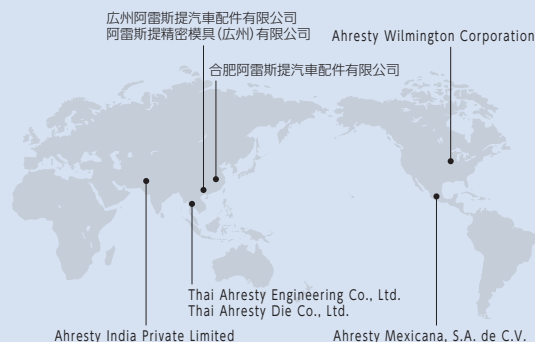 広州阿雷斯提汽車配件有限公司
阿雷斯提精密模具(広州)有限公司
Ahresty Wilmington Corporation
合肥阿雷斯提汽車配件有限公司
Thai Ahresty Engineering Co., Ltd.
Thai Ahresty Die Co., Ltd.
Ahresty India Private Limited
Ahresty Mexicana, S.A. de C.V.